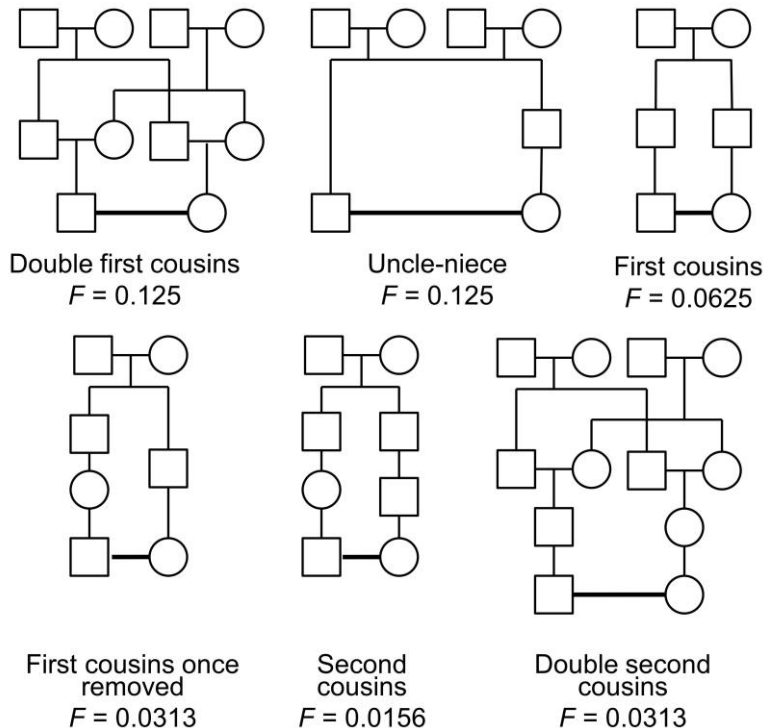 Double first cousins
F = 0.125
Uncle-niece
F = 0.125
First cousins
F = 0.0625
First cousins once
removed
F = 0.0313
Second
cousins
F = 0.0156
Double second
cousins
F = 0.0313